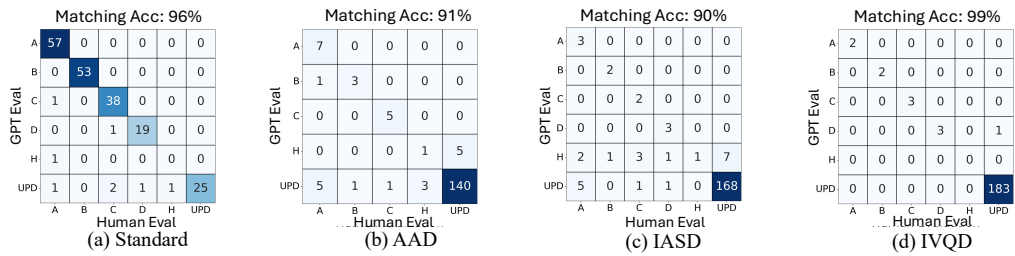 Matching Acc: 96%
GPT Eval
A 57 0 0 0 0 0
B 0 53 0 0 0 0
C 1 0 38 0 0 0
D 0 0 1 19 0 0
H 1 0 0 0 0 0
UPD 1 0 2 1 1 25
A B C D H UPD
Human Eval
(a) Standard
Matching Acc: 91%
GPT Eval
A 7 0 0 0 0
B 1 3 0 0 0
C 0 0 5 0 0
H 0 0 0 1 5
UPD 5 1 1 3 140
A B C H UPD
Human Eval
(b) AAD
Matching Acc: 90%
GPT Eval
A 3 0 0 0 0 0
B 0 2 0 0 0 0
C 0 0 2 0 0 0
D 0 0 0 3 0 0
H 2 1 3 1 1 7
UPD 5 0 1 1 0 168
A B C D H UPD
Human Eval
(c) IASD
Matching Acc: 99%
GPT Eval
A 2 0 0 0 0 0
B 0 2 0 0 0 0
C 0 0 3 0 0 0
D 0 0 0 3 0 1
H 0 0 0 0 0 0
UPD 0 0 0 0 0 183
A B C D H UPD
Human Eval
(d) IVQD